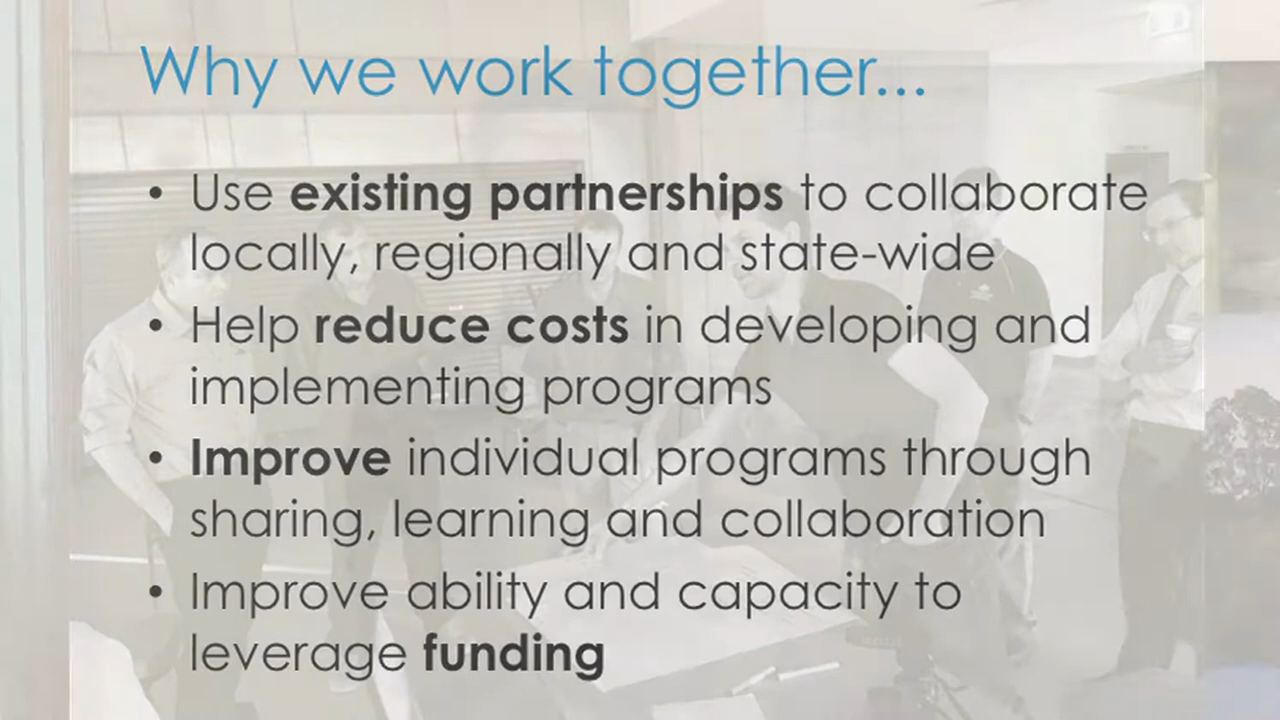 Why we work together...
• Use existing partnerships to collaborate
locally, regionally and state-wide
• Help reduce costs in developing and
implementing programs
• Improve individual programs through
sharing, learning and collaboration
• Improve ability and capacity to
leverage funding